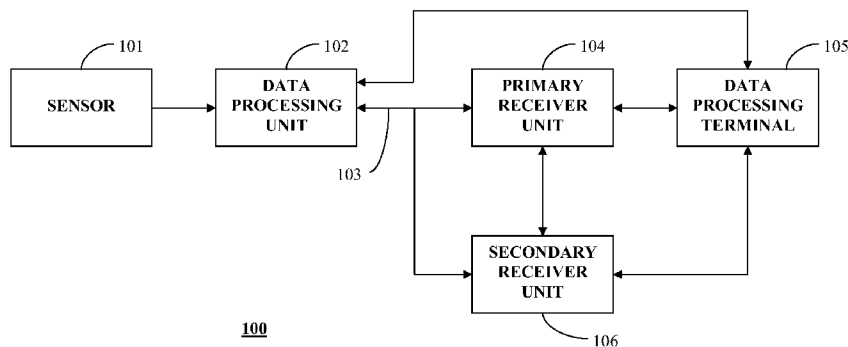 101
102
104
105
SENSOR
DATA
PROCESSING
UNIT
PRIMARY
RECEIVER
UNIT
DATA
PROCESSING
TERMINAL
103
SECONDARY
RECEIVER
UNIT
100
106